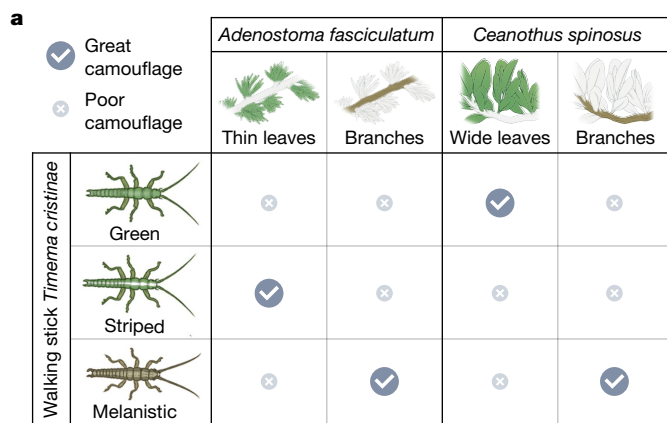 a
Great
camouflage
Poor
camouflage
Adenostoma fasciculatum
Ceanothus spinosus
Thin leaves
Branches
Wide leaves
Branches
Walking stick Timema cristinae
Green
Striped
Melanistic